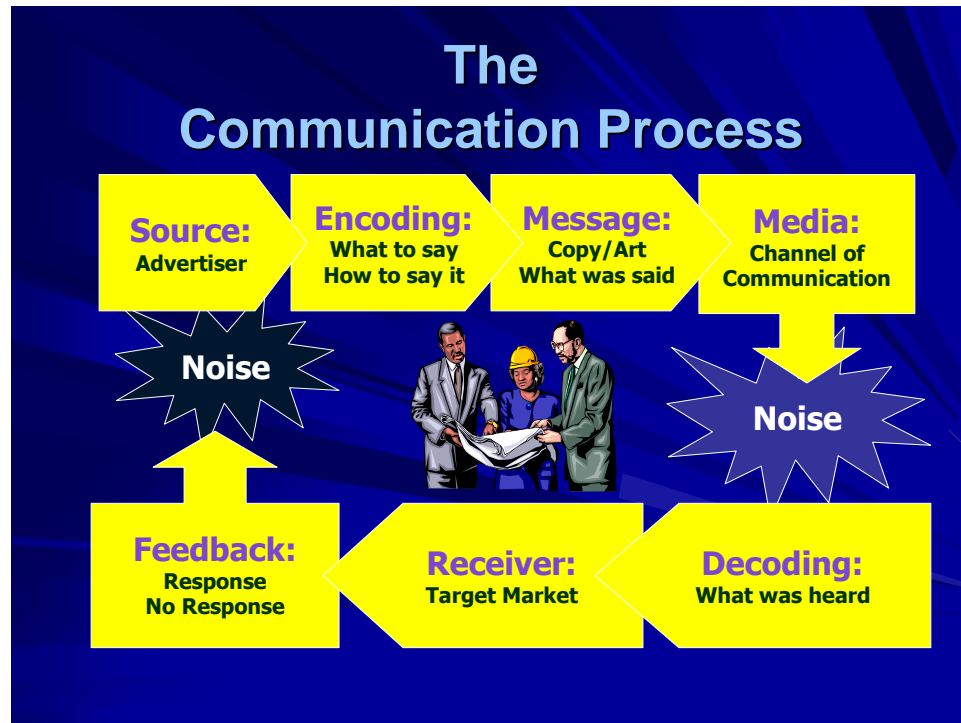 The
Communication Process
Source:
Advertiser
Encoding:
What to say
How to say it
Message:
Copy/Art
What was said
Media:
Channel of
Communication
Noise
Noise
Decoding:
What was heard
Receiver:
Target Market
Feedback:
Response
No Response